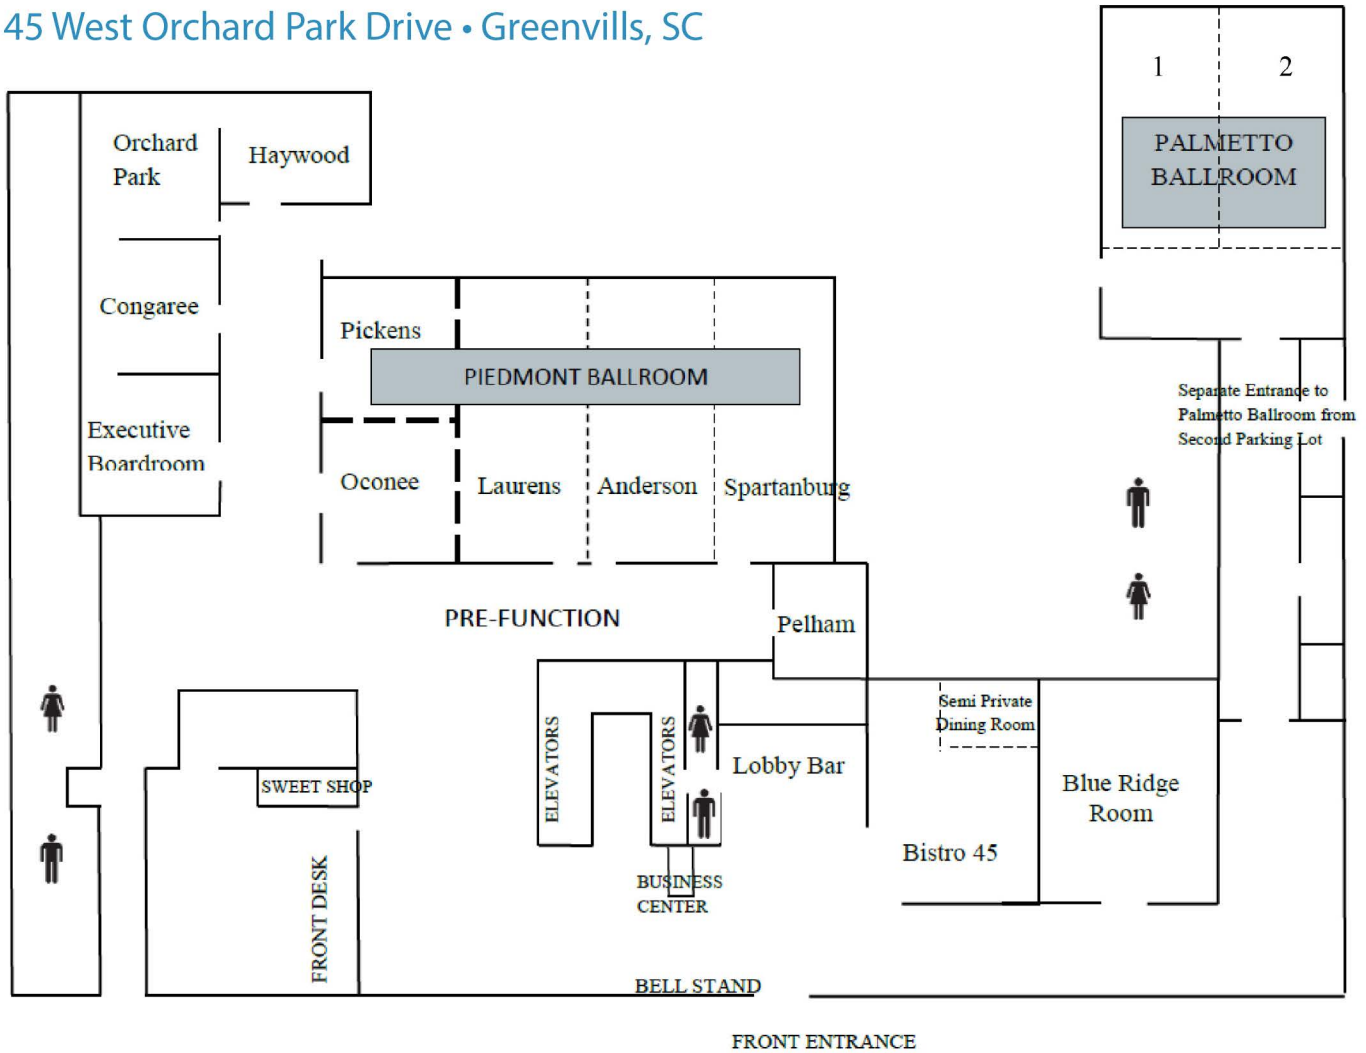 45 West Orchard Park Drive • Greenvills, SC
1
2
PALMETTO
BALLROOM
Orchard
Park
Haywood
Congaree
Executive
Boardroom
Pickens
PIEDMONT BALLROOM
Oconee
Laurens
Anderson
Spartanburg
Separate Entrance to
Palmetto Ballroom from
Second Parking Lot
PRE-FUNCTION
Pelham
Semi Private
Dining Room
ELEVATORS
ELEVATORS
Lobby Bar
SWEET SHOP
Blue Ridge
Room
Bistro 45
FRONT DESK
BUSINESS
CENTER
BELL STAND
FRONT ENTRANCE